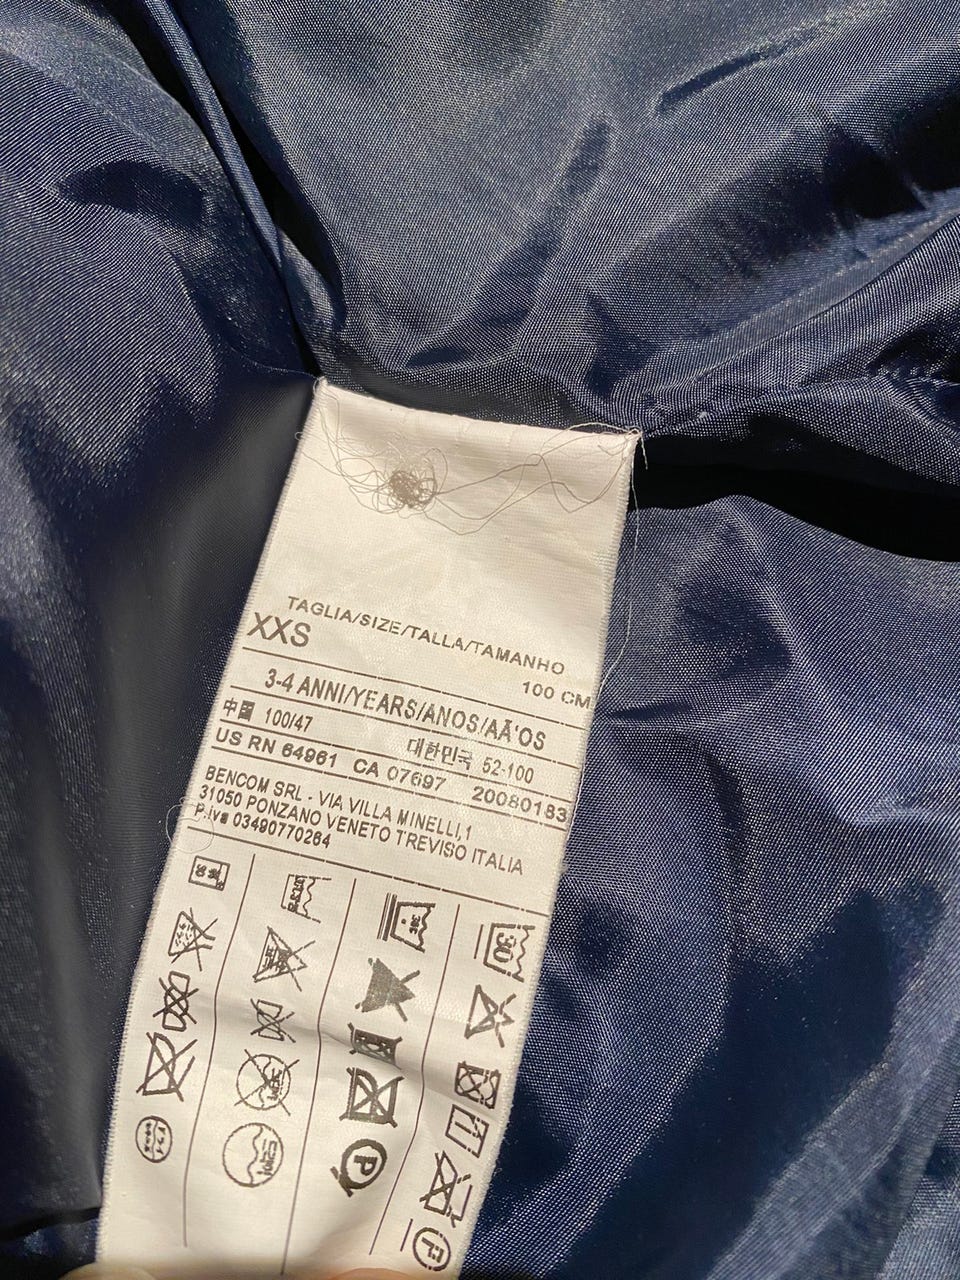 TAGLIA/SIZE/TALLA/TAMANHO
XXS
100 CM
3-4 ANNI/YEARS/ANOS/AÃ'OS
中國 100/47 대한민국 52-100
US RN 64961 CA 07697 20080183
BENCOM SRL - VIA VILLA MINELLI,1
31050 PONZANO VENETO TREVISO ITALIA
P.iva 03490770264
30
P
P